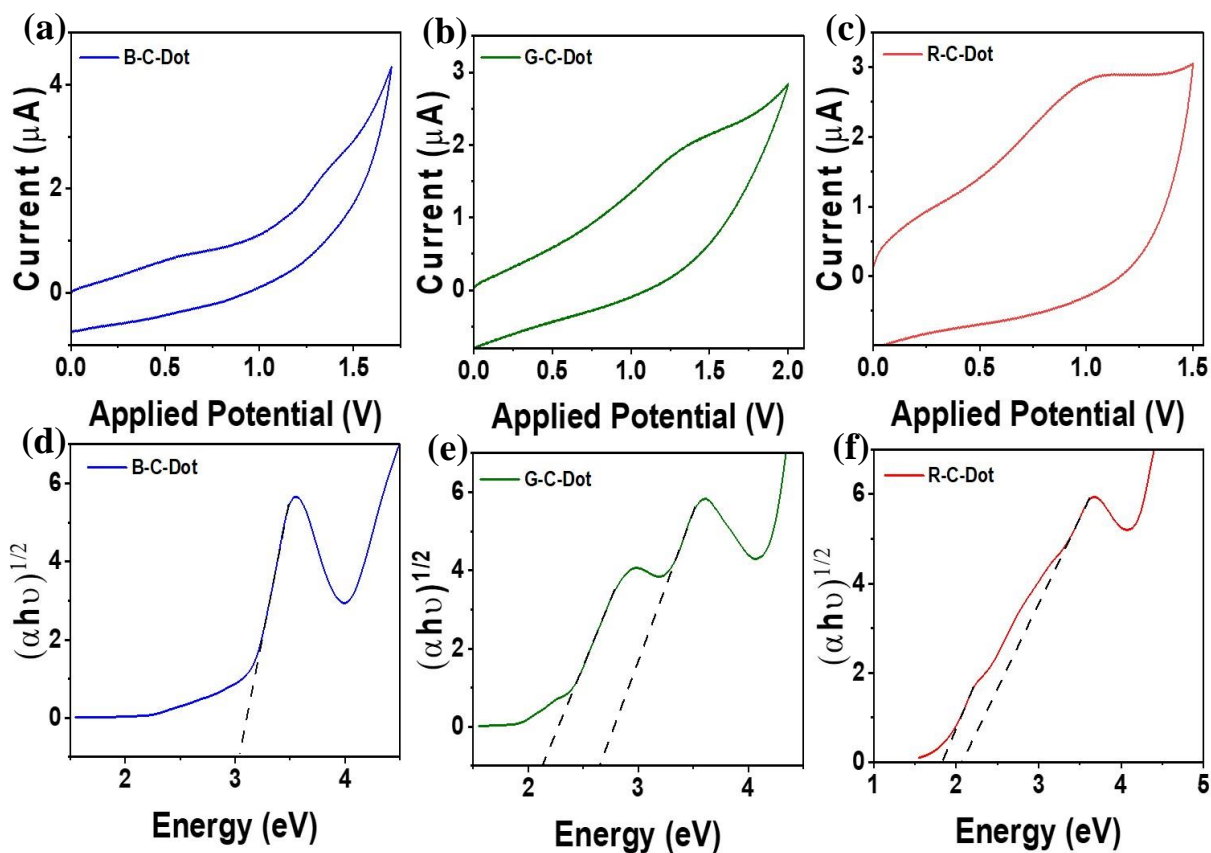 (a)
B-C-Dot
Current (μA)
4
2
0
0.0 0.5 1.0 1.5
Applied Potential (V)
(b)
G-C-Dot
Current (μA)
3
2
1
0
0.0 0.5 1.0 1.5 2.0
Applied Potential (V)
(c)
R-C-Dot
Current (μA)
3
2
1
0
0.0 0.5 1.0 1.5
Applied Potential (V)
(d)
B-C-Dot
(αhυ)^1/2
6
4
2
0
2 3 4
Energy (eV)
(e)
G-C-Dot
(αhυ)^1/2
6
4
2
0
2 3 4
Energy (eV)
(f)
R-C-Dot
(αhυ)^1/2
6
4
2
0
1 2 3 4 5
Energy (eV)